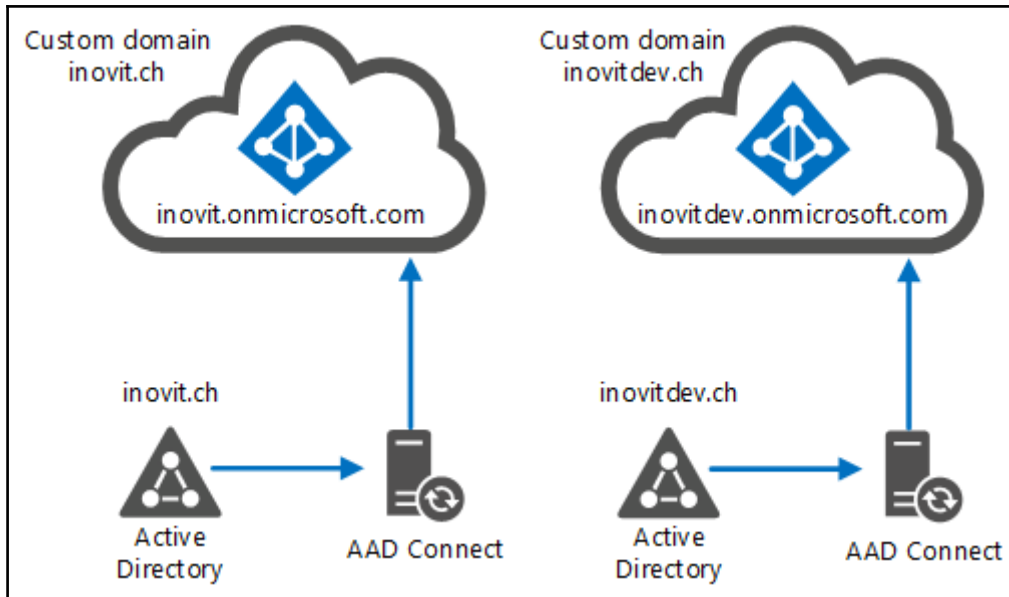 Custom domain
inovit.ch
inovit.onmicrosoft.com
inovit.ch
Active
Directory
AAD Connect
Custom domain
inovitdev.ch
inovitdev.onmicrosoft.com
inovitdev.ch
Active
Directory
AAD Connect